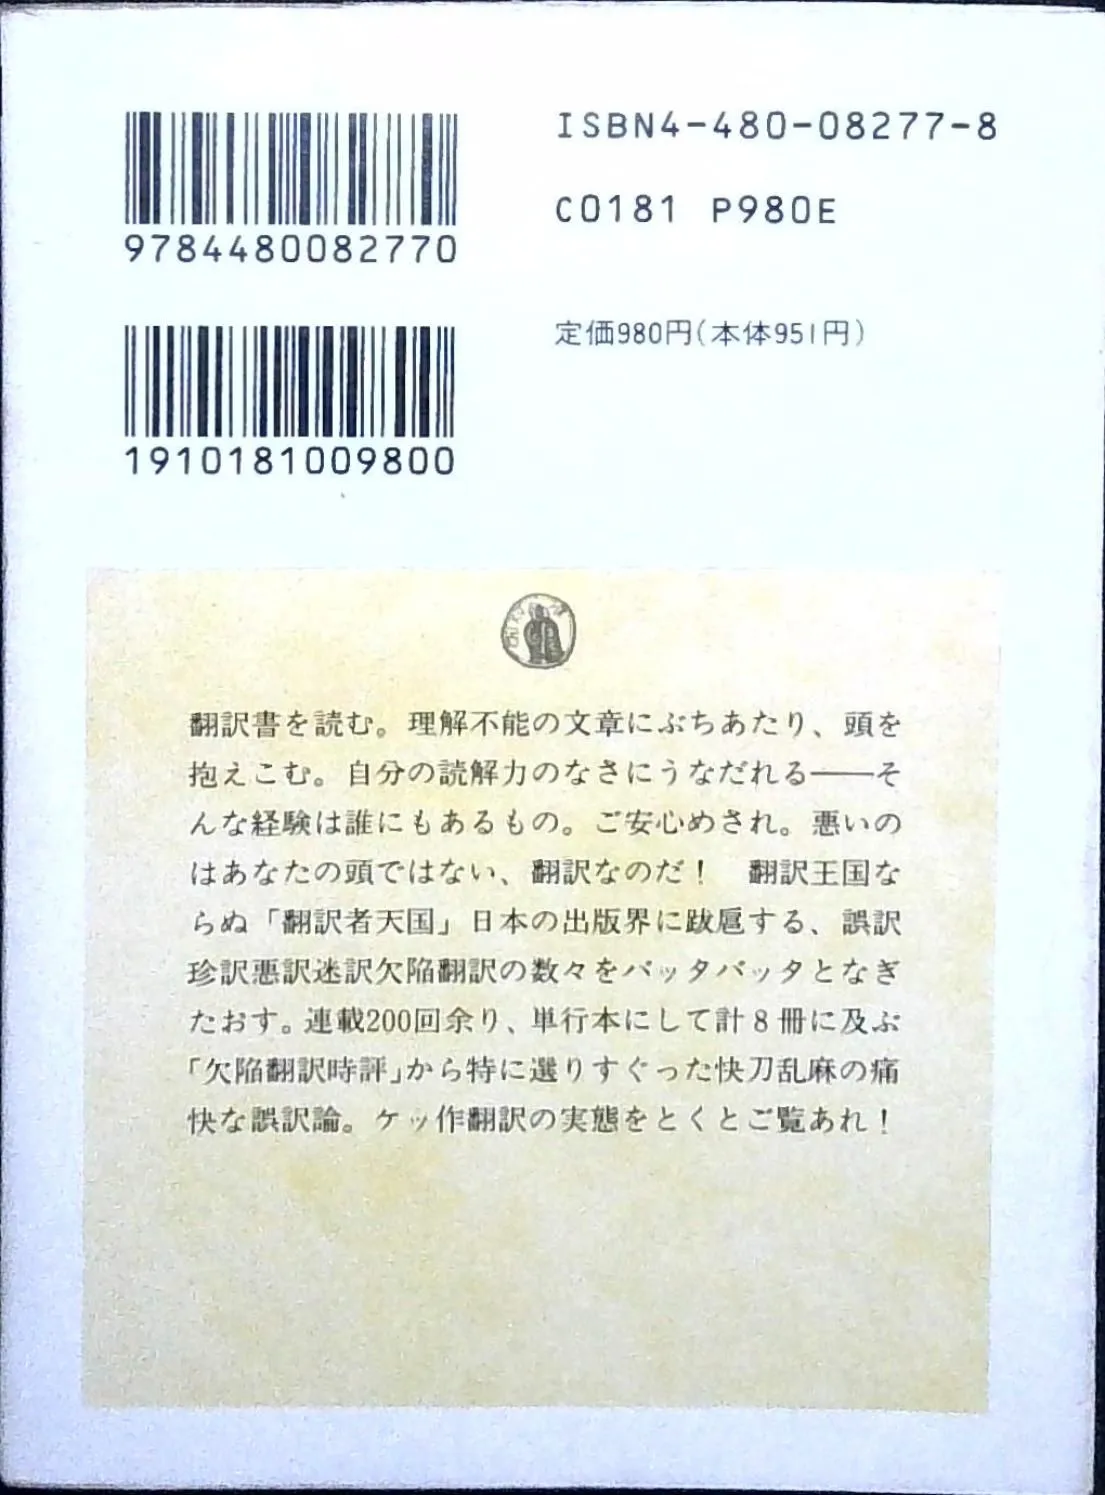 ISBN4-480-08277-8
C0181 P980E
9784480082770
定価980円(本体951円)
1910181009800
翻訳書を読む。理解不能の文章にぶちあたり、頭を
抱えこむ。自分の読解力のなさにうなだれる――そ
んな経験は誰にもあるもの。ご安心めされ。悪いの
はあなたの頭ではない、翻訳なのだ！　翻訳王国な
らぬ「翻訳者天国」日本の出版界に跋扈する、誤訳
珍訳悪訳迷訳欠陥翻訳の数々をバッタバッタとなぎ
たおす。連載200回余り、単行本にして計8冊に及ぶ
「欠陥翻訳時評」から特に選りすぐった快刀乱麻の痛
快な誤訳論。ケッ作翻訳の実態をとくとご覧あれ！